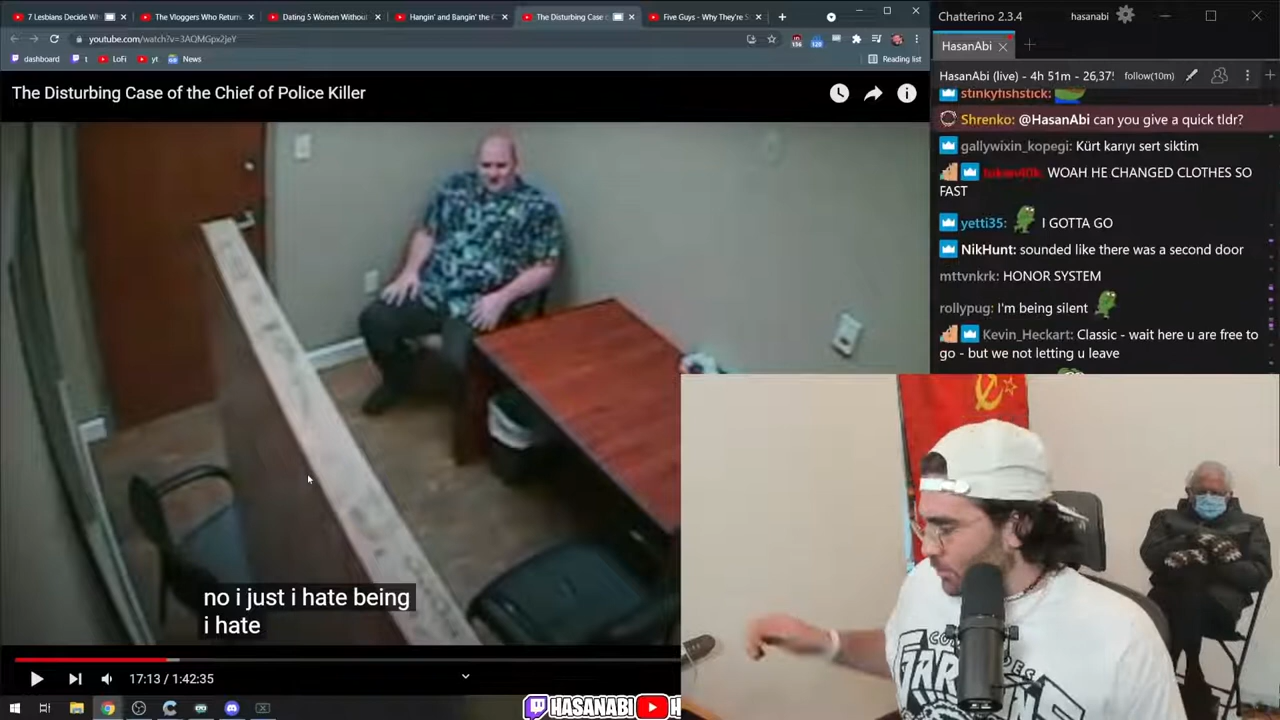 7 Lesbians Decide W
The Vloggers Who Return
Dating 5 Women Without
Hangin' and Bangin' the C
The Disturbing Case o
Five Guys - Why They're S
youtube.com/watch?v=3AQMGpx2jeY
dashboard
t
LoFi
yt
News
Reading list
The Disturbing Case of the Chief of Police Killer
no i just i hate being
i hate
17:13 / 1:42:35
Chatterino 2.3.4
hasanabi
HasanAbi
HasanAbi (live) - 4h 51m - 26,37!
follow(10m)
stinkyfishstick:
Shrenko: @HasanAbi can you give a quick tldr?
gallywixin_kopegi: Kürt karıyı sert siktim
WOAH HE CHANGED CLOTHES SO
FAST
yetti35: I GOTTA GO
NikHunt: sounded like there was a second door
mttvnkrk: HONOR SYSTEM
rollypug: I'm being silent
Kevin_Heckart: Classic - wait here u are free to
go - but we not letting u leave
HASANABI